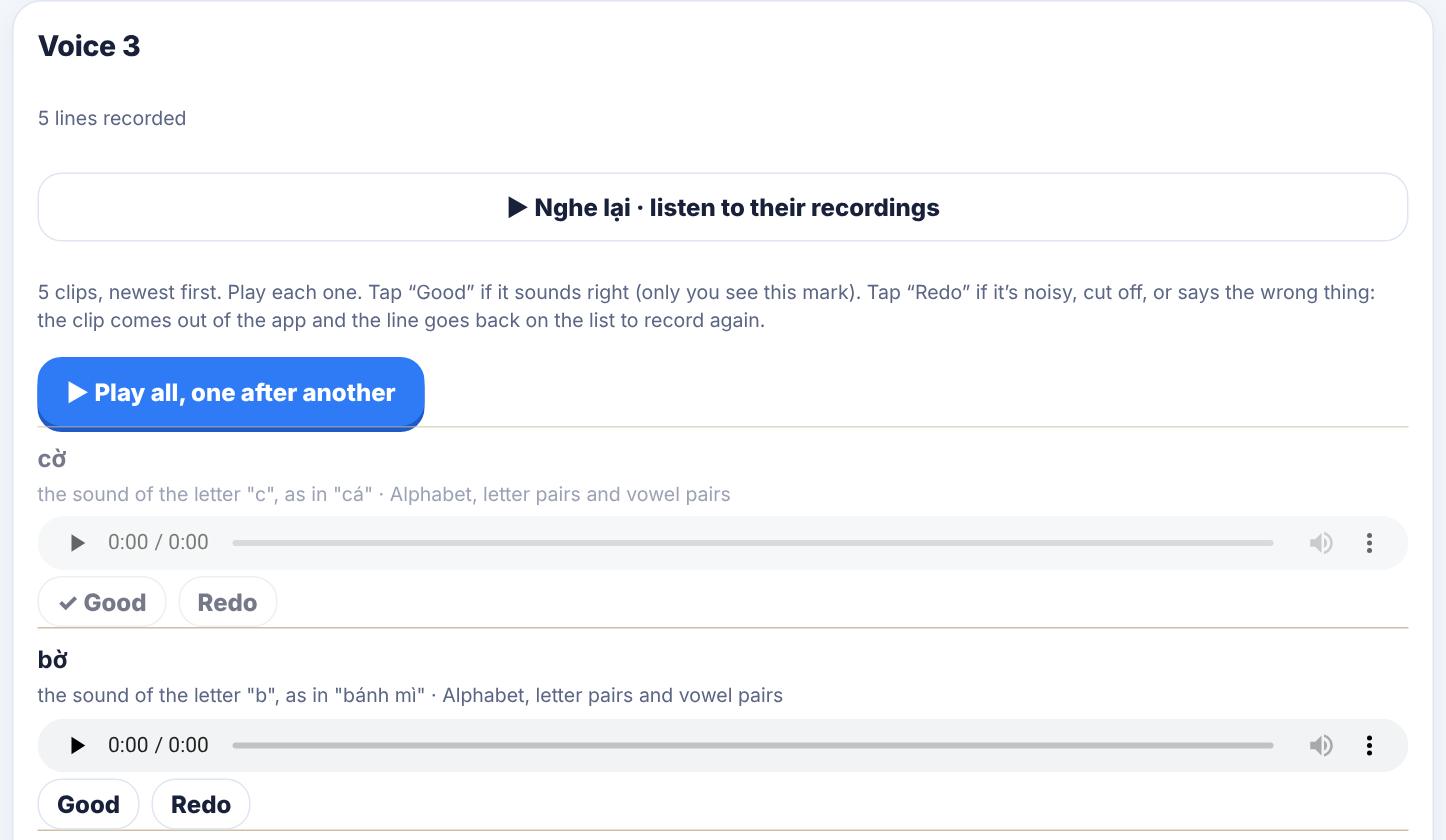 Voice 3
5 lines recorded
▶ Nghe lại · listen to their recordings
5 clips, newest first. Play each one. Tap “Good” if it sounds right (only you see this mark). Tap “Redo” if it’s noisy, cut off, or says the wrong thing:
the clip comes out of the app and the line goes back on the list to record again.
▶ Play all, one after another
cờ
the sound of the letter "c", as in "cá" · Alphabet, letter pairs and vowel pairs
0:00 / 0:00
✓ Good Redo
bờ
the sound of the letter "b", as in "bánh mì" · Alphabet, letter pairs and vowel pairs
0:00 / 0:00
Good Redo